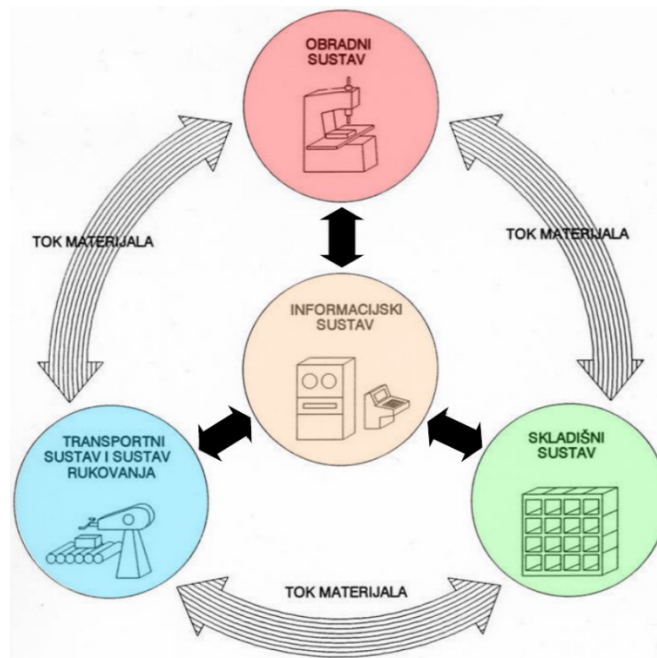 OBRADNI
SUSTAV
TOK MATERIJALA
TOK MATERIJALA
INFORMACIJSKI
SUSTAV
TRANSPORTNI
SUSTAV I SUSTAV
RUKOVANJA
SKLADIŠNI
SUSTAV
TOK MATERIJALA